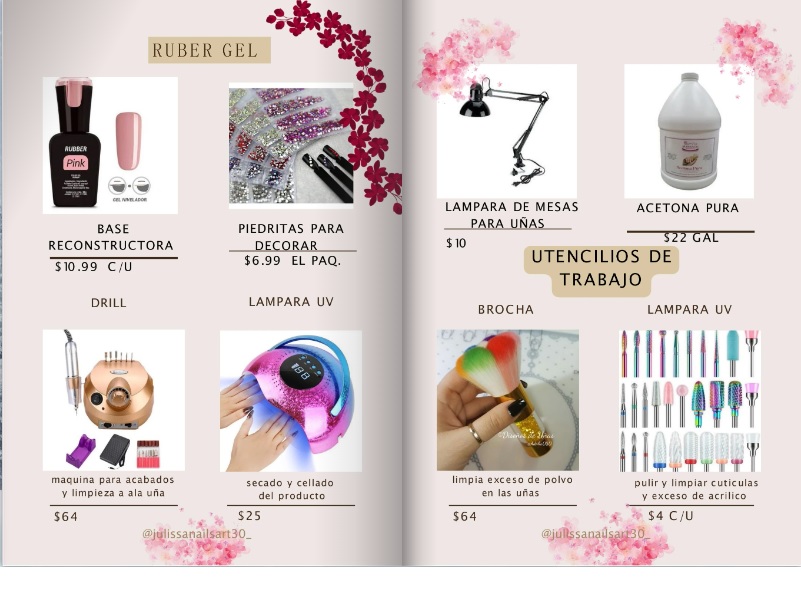 RUBER GEL
RUBBER
Pink
GEL NIVELADOR
BASE
RECONSTRUCTORA
$10.99 C/U
PIEDRITAS PARA
DECORAR
$6.99 EL PAQ.
DRILL
LAMPARA UV
maquina para acabados
y limpieza a ala uña
$64
secado y cellado
del producto
$25
@julissanailsart30_
LAMPARA DE MESAS
PARA UÑAS
$10
ACETONA PURA
$22 GAL
UTENCILIOS DE
TRABAJO
BROCHA
LAMPARA UV
limpia exceso de polvo
en las uñas
$64
pulir y limpiar cuticulas
y exceso de acrilico
$4 C/U
@julissanailsart30_